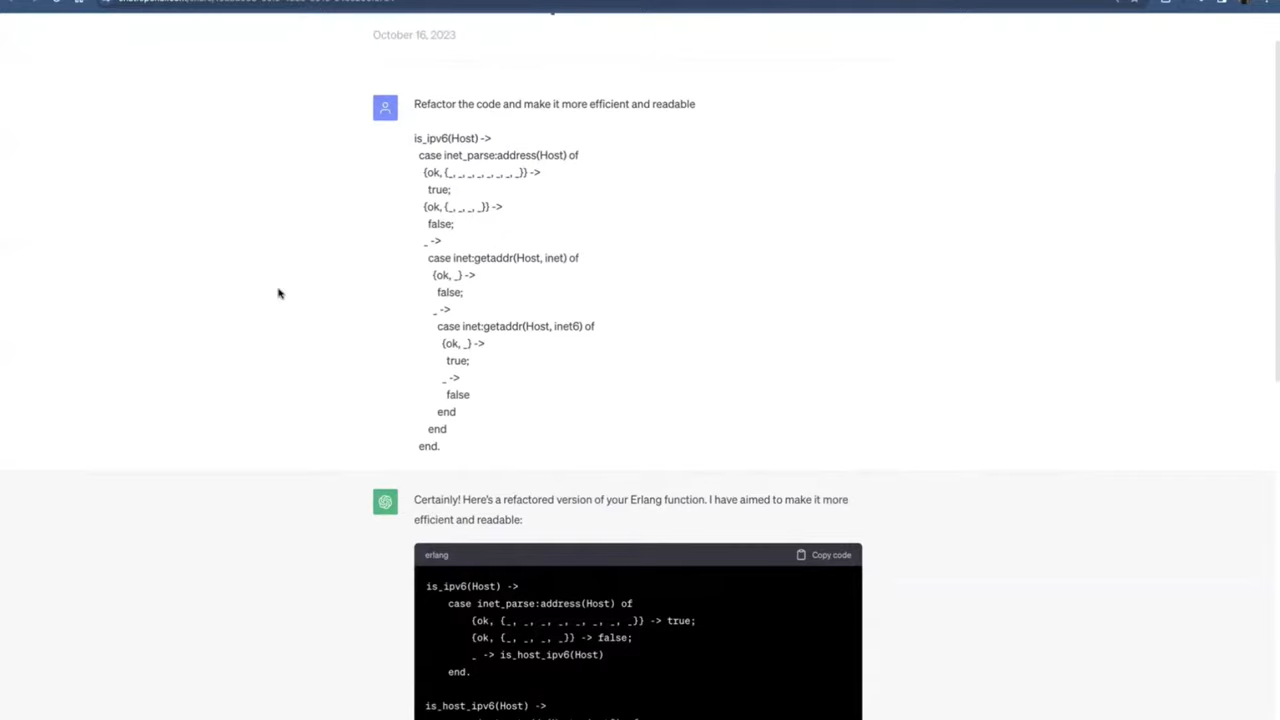 October 16, 2023
Refactor the code and make it more efficient and readable
is_ipv6(Host) ->
case inet_parse:address(Host) of
{ok, {_, _, _, _, _, _, _, _}} ->
true;
{ok, {_, _, _, _}} ->
false;
_ ->
case inet:getaddr(Host, inet) of
{ok, _} ->
false;
_ ->
case inet:getaddr(Host, inet6) of
{ok, _} ->
true;
_ ->
false
end
end
end.
Certainly! Here's a refactored version of your Erlang function. I have aimed to make it more
efficient and readable:
erlang
Copy code
is_ipv6(Host) ->
case inet_parse:address(Host) of
{ok, {_, _, _, _, _, _, _, _}} -> true;
{ok, {_, _, _, _}} -> false;
_ -> is_host_ipv6(Host)
end.
is_host_ipv6(Host) ->